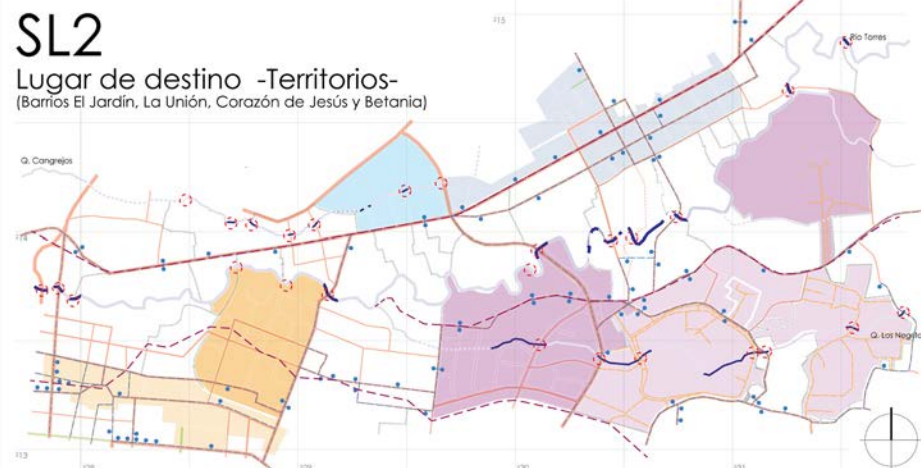 SL2
Lugar de destino -Territorios-
(Barrios El Jardín, La Unión, Corazón de Jesús y Betania)
Río Torres
Q. Cangrejos
Q. Los Negritos